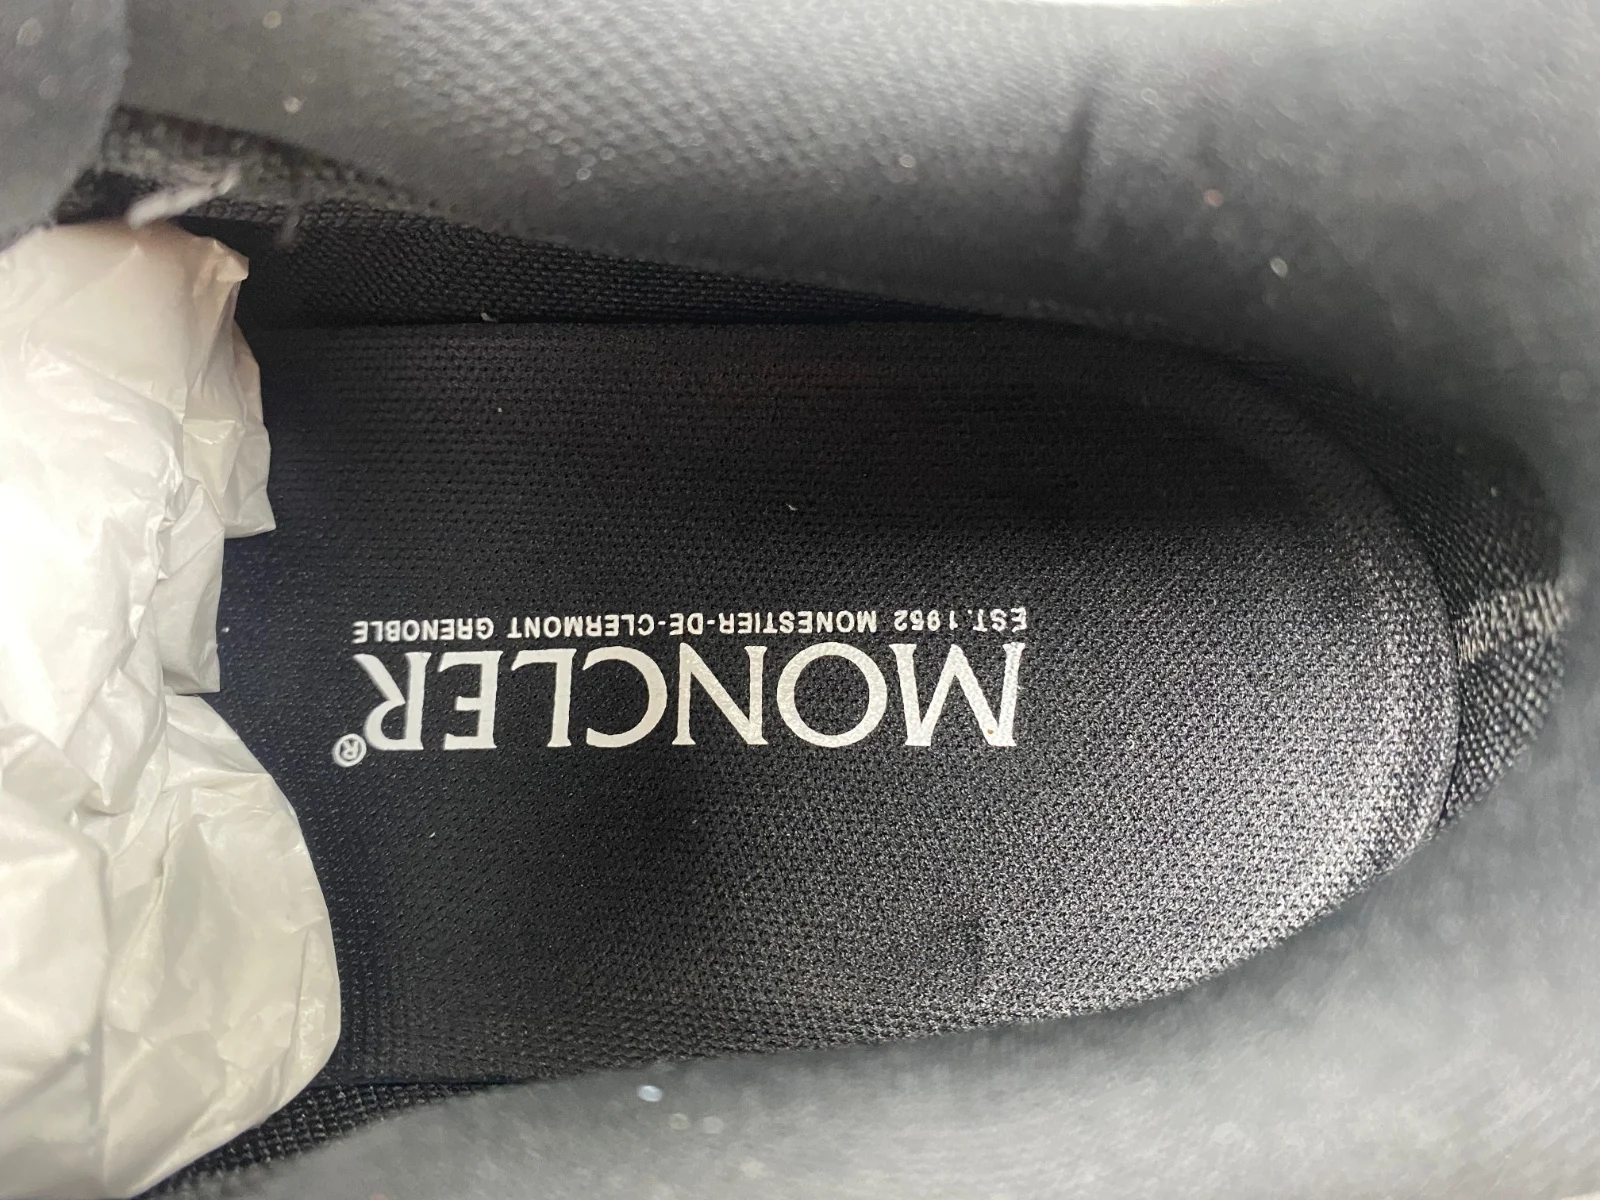 MONCLER®
EST. 1952 MONESTIER-DE-CLERMONT GRENOBLE